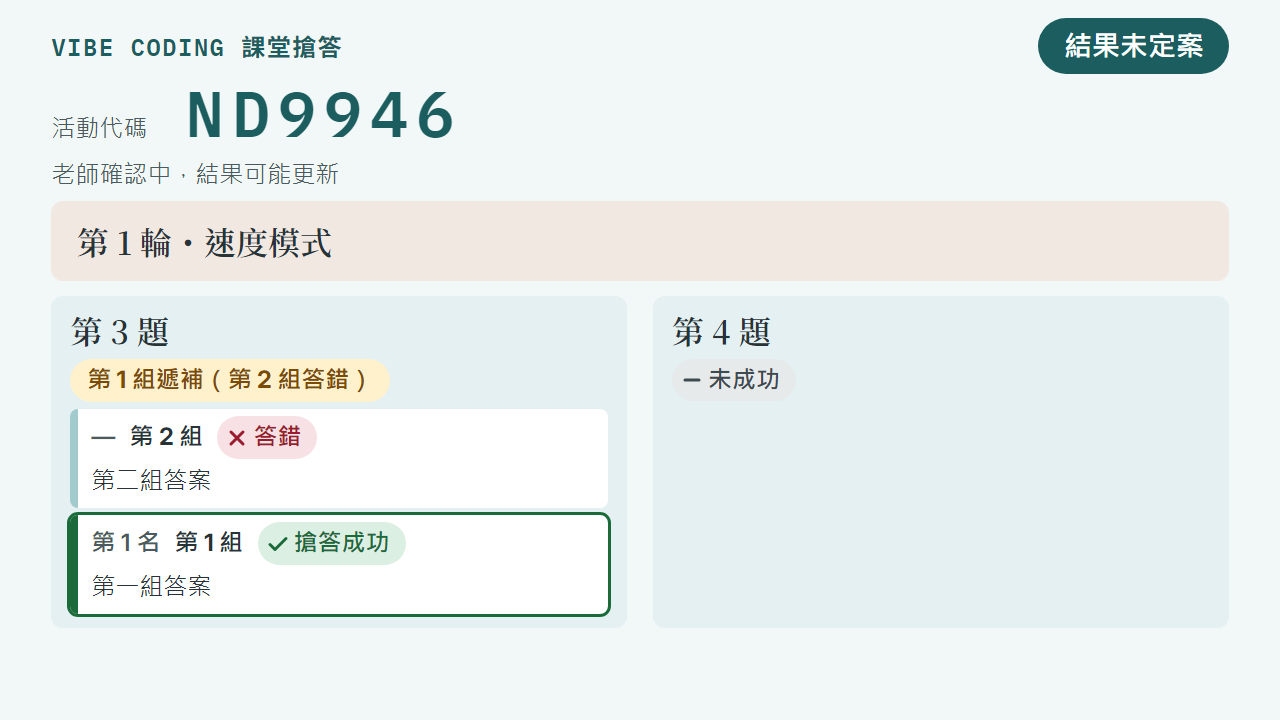 VIBE CODING 課堂搶答
結果未定案
活動代碼 ND9946
老師確認中，結果可能更新
第 1 輪・速度模式
第 3 題
第 1 組遞補（第 2 組答錯）
— 第 2 組 答錯
第二組答案
第 1 名 第 1 組 搶答成功
第一組答案
第 4 題
未成功